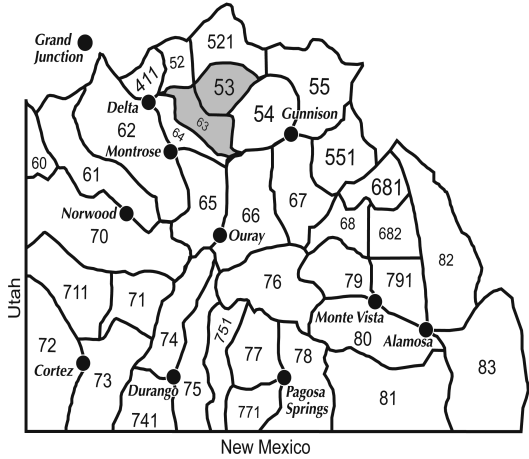 521
Grand
Junction
52
411
53
55
Delta
54
Gunnison
62
64
63
Montrose
551
60
61
681
65
67
Norwood
66
68
70
Ouray
682
82
76
79
791
711
71
Utah
Monte Vista
751
74
80
Alamosa
72
77
78
Cortez
73
Durango
75
Pagosa
Springs
83
81
771
741
New Mexico